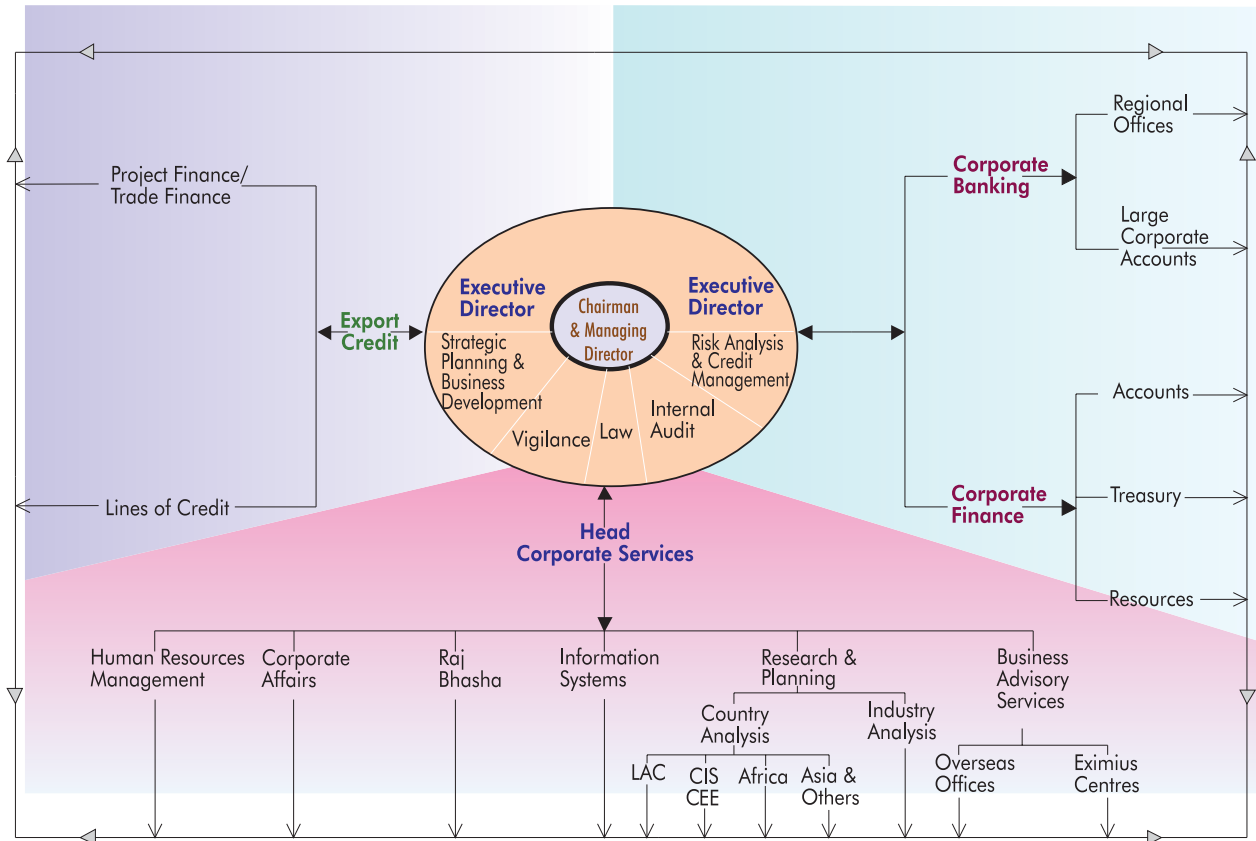 Project Finance/
Trade Finance
Lines of Credit
Export
Credit
Executive
Director
Chairman
& Managing
Director
Executive
Director
Strategic
Planning &
Business
Development
Vigilance
Law
Internal
Audit
Risk Analysis
& Credit
Management
Corporate
Banking
Regional
Offices
Large
Corporate
Accounts
Corporate
Finance
Accounts
Treasury
Resources
Head
Corporate Services
Human Resources
Management
Corporate
Affairs
Raj
Bhasha
Information
Systems
Research &
Planning
Business
Advisory
Services
Country
Analysis
Industry
Analysis
LAC
CIS
CEE
Africa
Asia &
Others
Overseas
Offices
Eximius
Centres